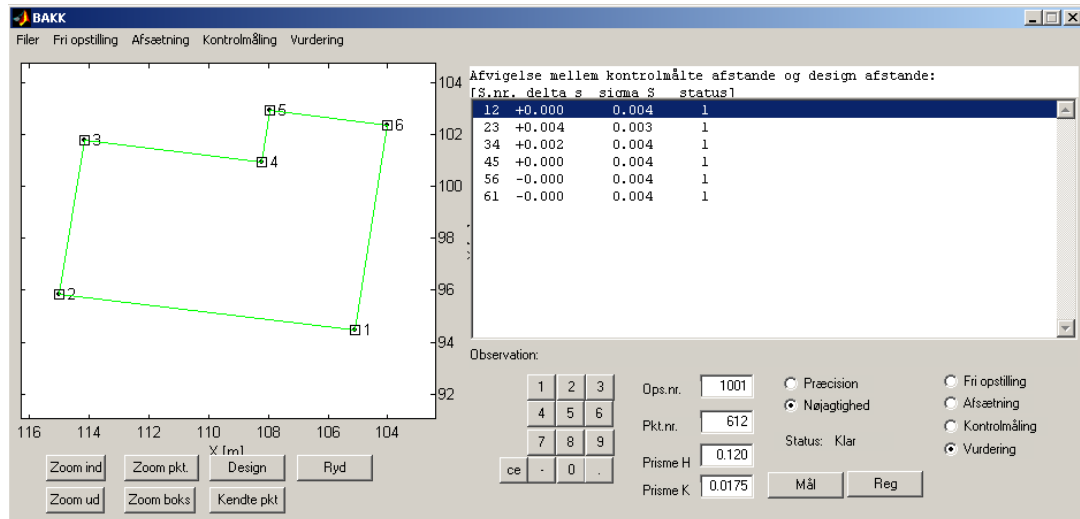 BAKK
Filer Fri opstilling Afsætning Kontrolmåling Vurdering
Afvigelse mellem kontrolmålte afstande og design afstande:
[S.nr. delta s sigma S status]
12 +0.000 0.004 1
23 +0.004 0.003 1
34 +0.002 0.004 1
45 +0.000 0.004 1
56 -0.000 0.004 1
61 -0.000 0.004 1
104
102
100
98
96
94
92
5
6
3
4
2
1
116 114 112 110 108 106 104
X [m]
Zoom ind Zoom pkt. Design Ryd
Zoom ud Zoom boks Kendte pkt
Observation:
1 2 3
4 5 6
7 8 9
ce - 0 .
Ops.nr. 1001
Pkt.nr. 612
Prisme H 0.120
Prisme K 0.0175
Præcision
Nøjagtighed
Status: Klar
Mål Reg
Fri opstilling
Afsætning
Kontrolmåling
Vurdering